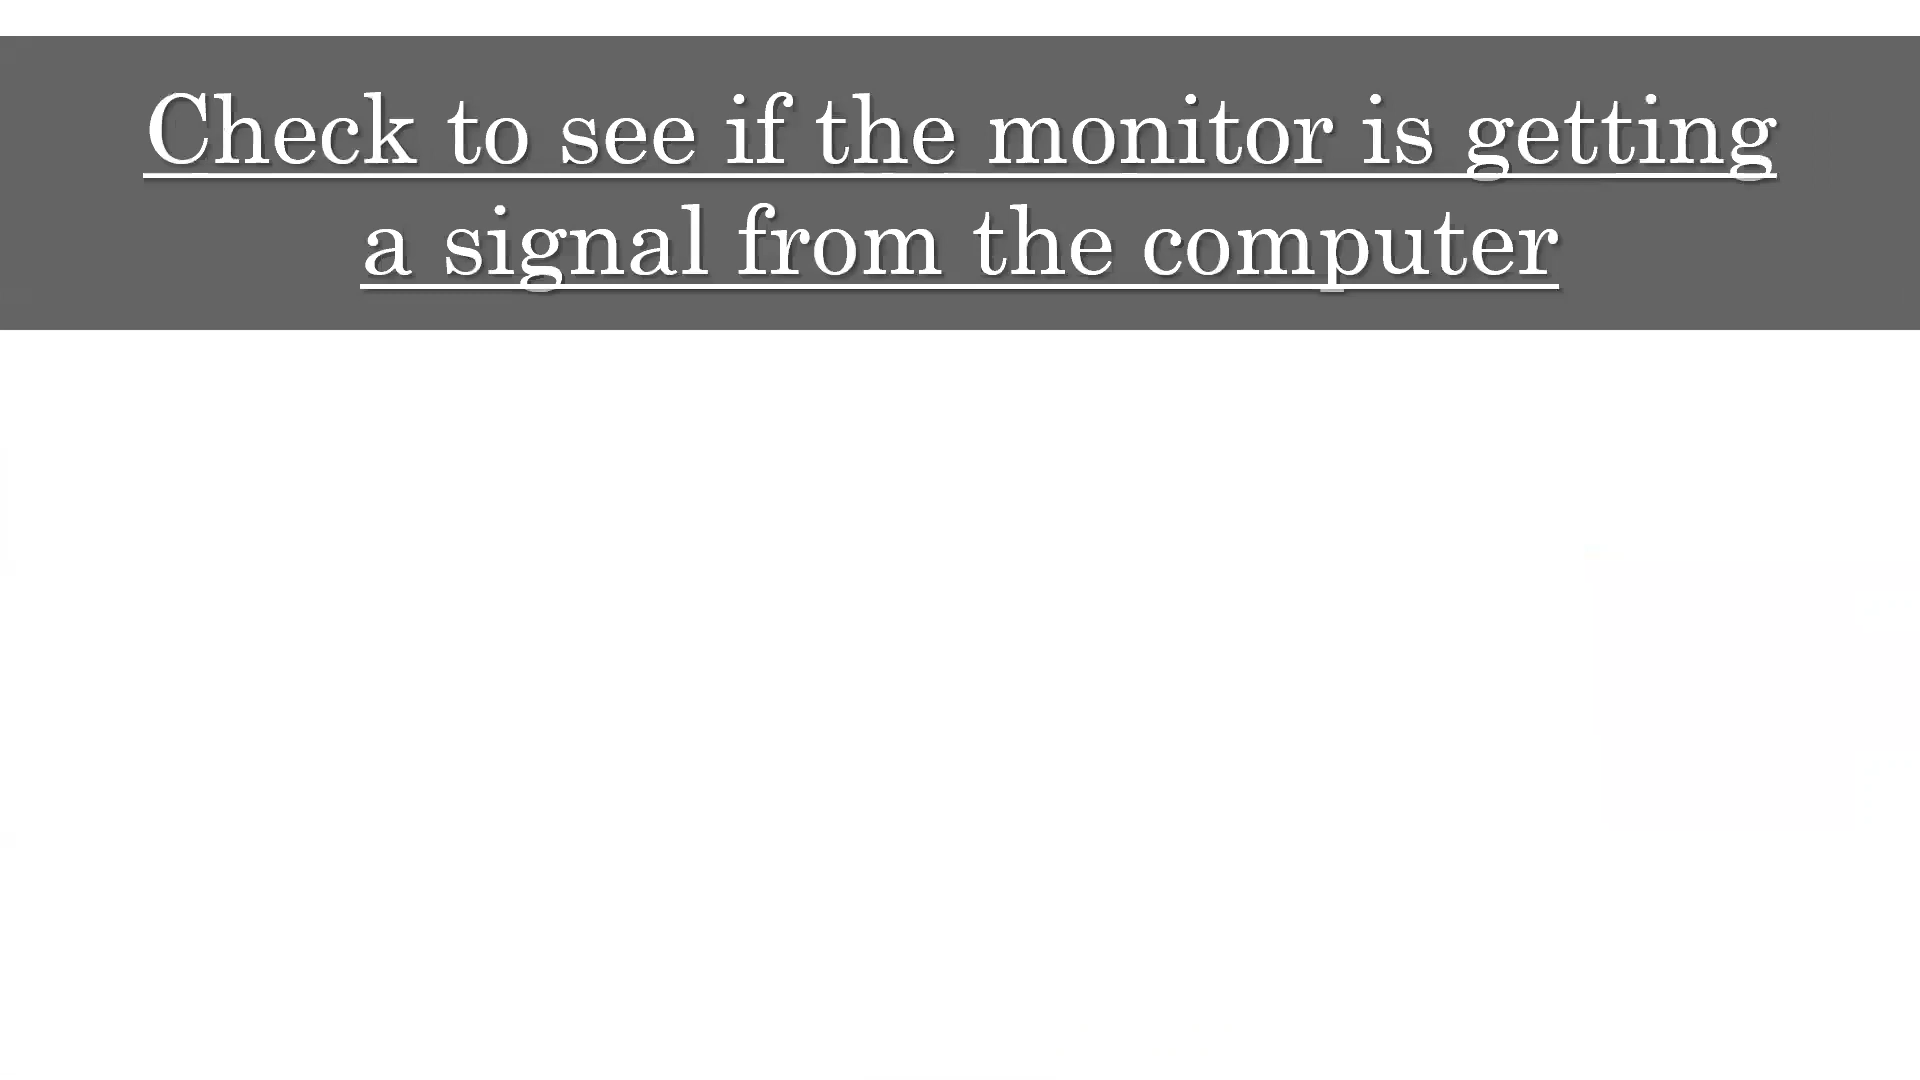 Check to see if the monitor is getting
a signal from the computer